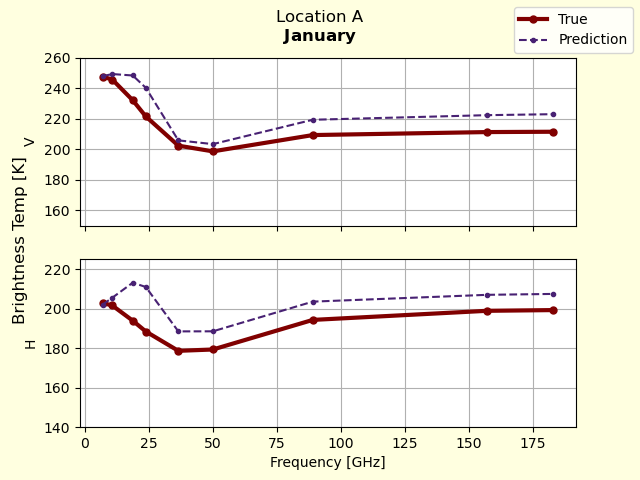 Location A
January
True
Prediction
260
240
220
200
180
160
V
Brightness Temp [K]
220
200
180
160
140
H
0 25 50 75 100 125 150 175
Frequency [GHz]